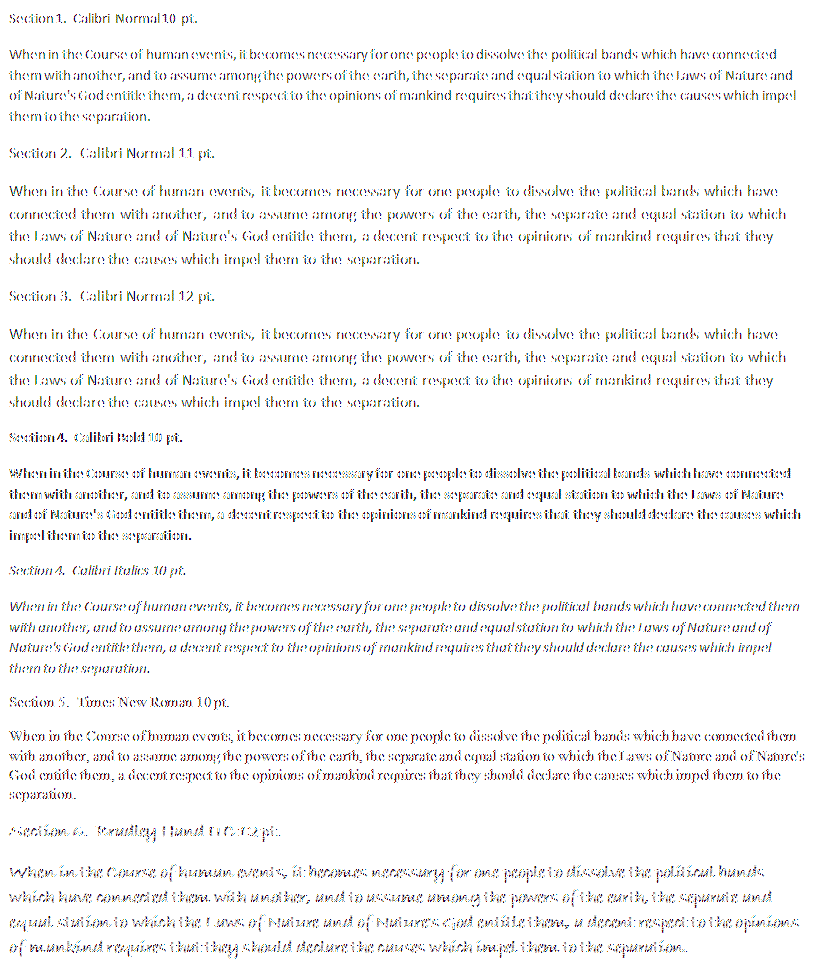 Section 1. Calibri Normal 10 pt.
When in the Course of human events, it becomes necessary for one people to dissolve the political bands which have connected
them with another, and to assume among the powers of the earth, the separate and equal station to which the Laws of Nature and
of Nature's God entitle them, a decent respect to the opinions of mankind requires that they should declare the causes which impel
them to the separation.
Section 2. Calibri Normal 11 pt.
When in the Course of human events, it becomes necessary for one people to dissolve the political bands which have
connected them with another, and to assume among the powers of the earth, the separate and equal station to which
the Laws of Nature and of Nature's God entitle them, a decent respect to the opinions of mankind requires that they
should declare the causes which impel them to the separation.
Section 3. Calibri Normal 12 pt.
When in the Course of human events, it becomes necessary for one people to dissolve the political bands which have
connected them with another, and to assume among the powers of the earth, the separate and equal station to which
the Laws of Nature and of Nature's God entitle them, a decent respect to the opinions of mankind requires that they
should declare the causes which impel them to the separation.
Section 4. Calibri Bold 10 pt.
When in the Course of human events, it becomes necessary for one people to dissolve the political bands which have connected
them with another, and to assume among the powers of the earth, the separate and equal station to which the Laws of Nature
and of Nature's God entitle them, a decent respect to the opinions of mankind requires that they should declare the causes which
impel them to the separation.
Section 4. Calibri Italics 10 pt.
When in the Course of human events, it becomes necessary for one people to dissolve the political bands which have connected them
with another, and to assume among the powers of the earth, the separate and equal station to which the Laws of Nature and of
Nature's God entitle them, a decent respect to the opinions of mankind requires that they should declare the causes which impel
them to the separation.
Section 5. Times New Roman 10 pt.
When in the Course of human events, it becomes necessary for one people to dissolve the political bands which have connected them
with another, and to assume among the powers of the earth, the separate and equal station to which the Laws of Nature and of Nature's
God entitle them, a decent respect to the opinions of mankind requires that they should declare the causes which impel them to the
separation.
Section 6. Bradley Hand ITC 12 pt.
When in the Course of human events, it becomes necessary for one people to dissolve the political bands
which have connected them with another, and to assume among the powers of the earth, the separate and
equal station to which the Laws of Nature and of Nature's God entitle them, a decent respect to the opinions
of mankind requires that they should declare the causes which impel them to the separation.